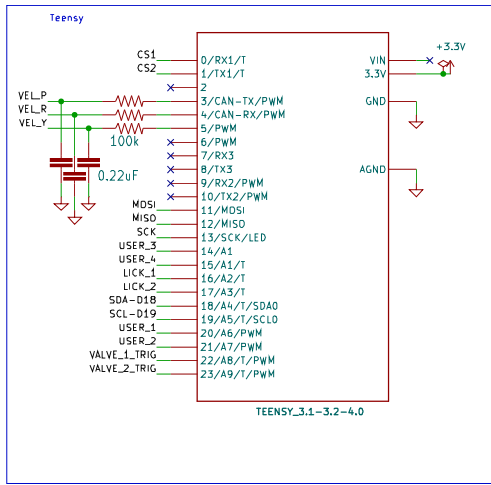 Teensy
+3.3V
CS1 0/RX1/T VIN
CS2 1/TX1/T 3.3V
2
VEL_P 3/CAN-TX/PWM GND
VEL_R 4/CAN-RX/PWM
VEL_Y 5/PWM
100k 6/PWM
7/RX3
8/TX3 AGND
0.22uF 9/RX2/PWM
10/TX2/PWM
MOSI 11/MOSI
MISO 12/MISO
SCK 13/SCK/LED
USER_3 14/A1
USER_4 15/A1/T
LICK_1 16/A2/T
LICK_2 17/A3/T
SDA-D18 18/A4/T/SDA0
SCL-D19 19/A5/T/SCL0
USER_1 20/A6/PWM
USER_2 21/A7/PWM
VALVE_1_TRIG 22/A8/T/PWM
VALVE_2_TRIG 23/A9/T/PWM
TEENSY_3.1-3.2-4.0